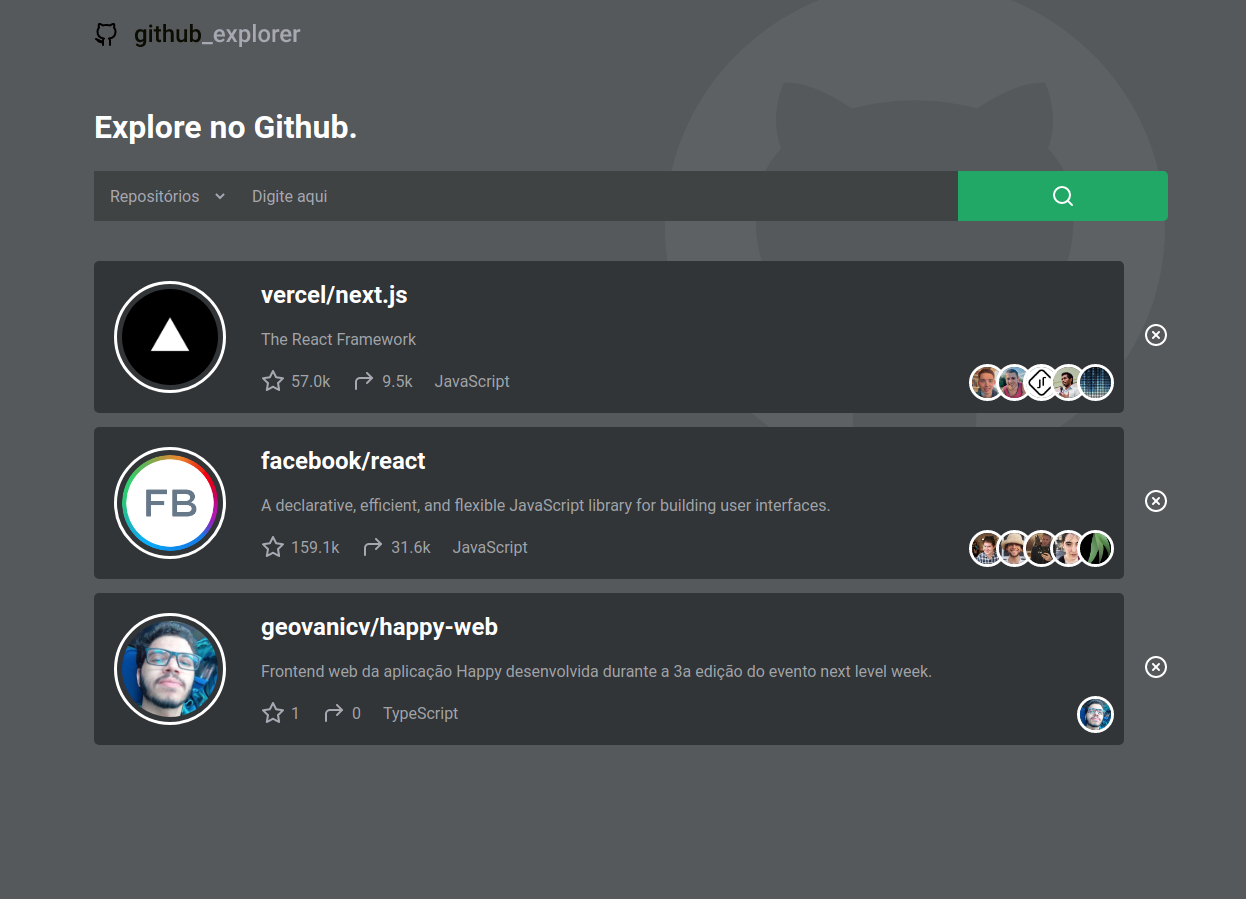 github_explorer
Explore no Github.
Repositórios Digite aqui
vercel/next.js
The React Framework
57.0k 9.5k JavaScript
facebook/react
FB
A declarative, efficient, and flexible JavaScript library for building user interfaces.
159.1k 31.6k JavaScript
geovanicv/happy-web
Frontend web da aplicação Happy desenvolvida durante a 3a edição do evento next level week.
1 0 TypeScript